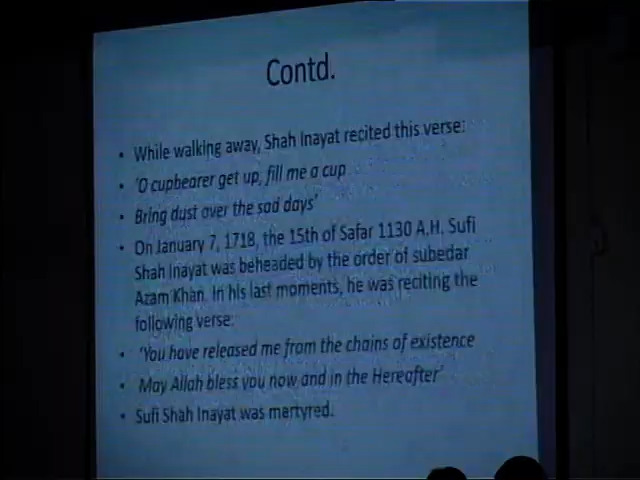 Contd.
• While walking away, Shah Inayat recited this verse:
• 'O cupbearer get up, fill me a cup
• Bring dust over the sad days'
• On January 7, 1718, the 15th of Safar 1130 A.H. Sufi
Shah Inayat was beheaded by the order of subedar
Azam Khan. In his last moments, he was reciting the
following verse:
• 'You have released me from the chains of existence
• May Allah bless you now and in the Hereafter'
• Sufi Shah Inayat was martyred.